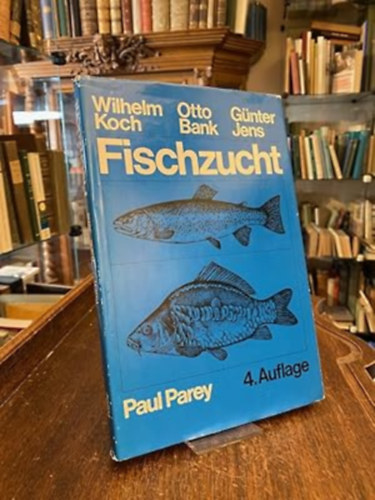 Wilhelm Otto Günter
Koch Bank Jens
Fischzucht
4. Auflage
Paul Parey